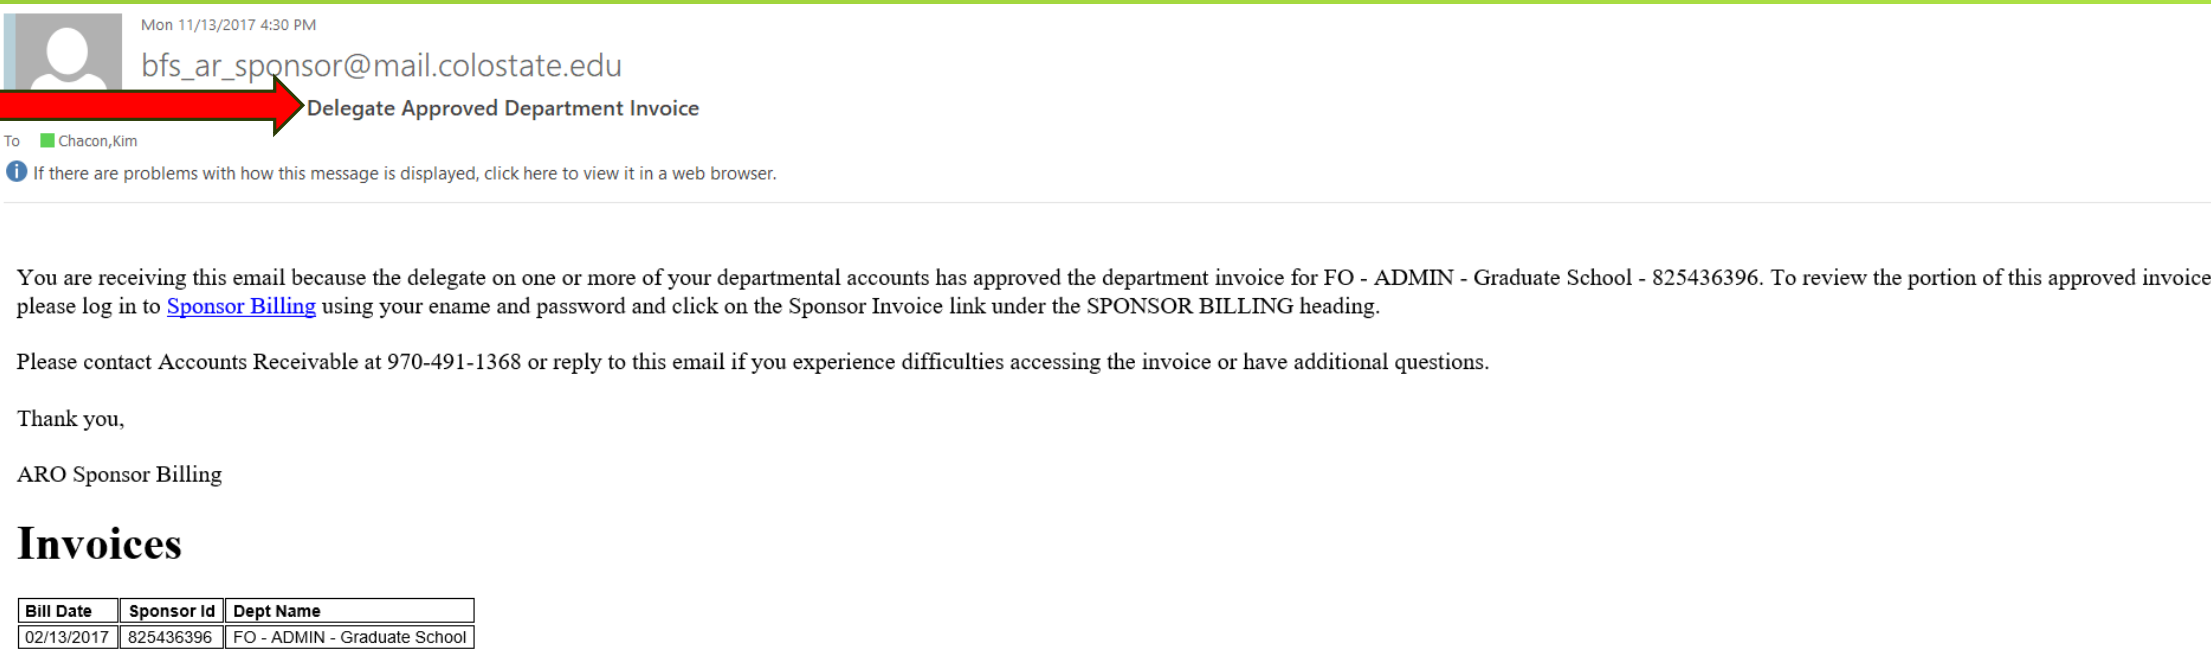 Mon 11/13/2017 4:30 PM
bfs_ar_sponsor@mail.colostate.edu
Delegate Approved Department Invoice
To Chacon,Kim
If there are problems with how this message is displayed, click here to view it in a web browser.
You are receiving this email because the delegate on one or more of your departmental accounts has approved the department invoice for FO - ADMIN - Graduate School - 825436396. To review the portion of this approved invoice
please log in to Sponsor Billing using your ename and password and click on the Sponsor Invoice link under the SPONSOR BILLING heading.
Please contact Accounts Receivable at 970-491-1368 or reply to this email if you experience difficulties accessing the invoice or have additional questions.
Thank you,
ARO Sponsor Billing
Invoices
Bill Date Sponsor Id Dept Name
02/13/2017 825436396 FO - ADMIN - Graduate School